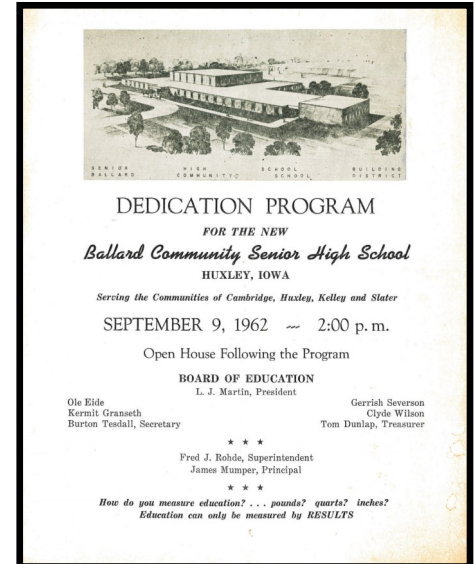 SENIOR HIGH SCHOOL BUILDING
BALLARD COMMUNITY SCHOOL DISTRICT
DEDICATION PROGRAM
FOR THE NEW
Ballard Community Senior High School
HUXLEY, IOWA
Serving the Communities of Cambridge, Huxley, Kelley and Slater
SEPTEMBER 9, 1962 ~ 2:00 p. m.
Open House Following the Program
BOARD OF EDUCATION
L. J. Martin, President
Ole Eide Gerrish Severson
Kermit Granseth Clyde Wilson
Burton Tesdall, Secretary Tom Dunlap, Treasurer
★ ★ ★
Fred J. Rohde, Superintendent
James Mumper, Principal
★ ★ ★
How do you measure education? . . . pounds? quarts? inches?
Education can only be measured by RESULTS